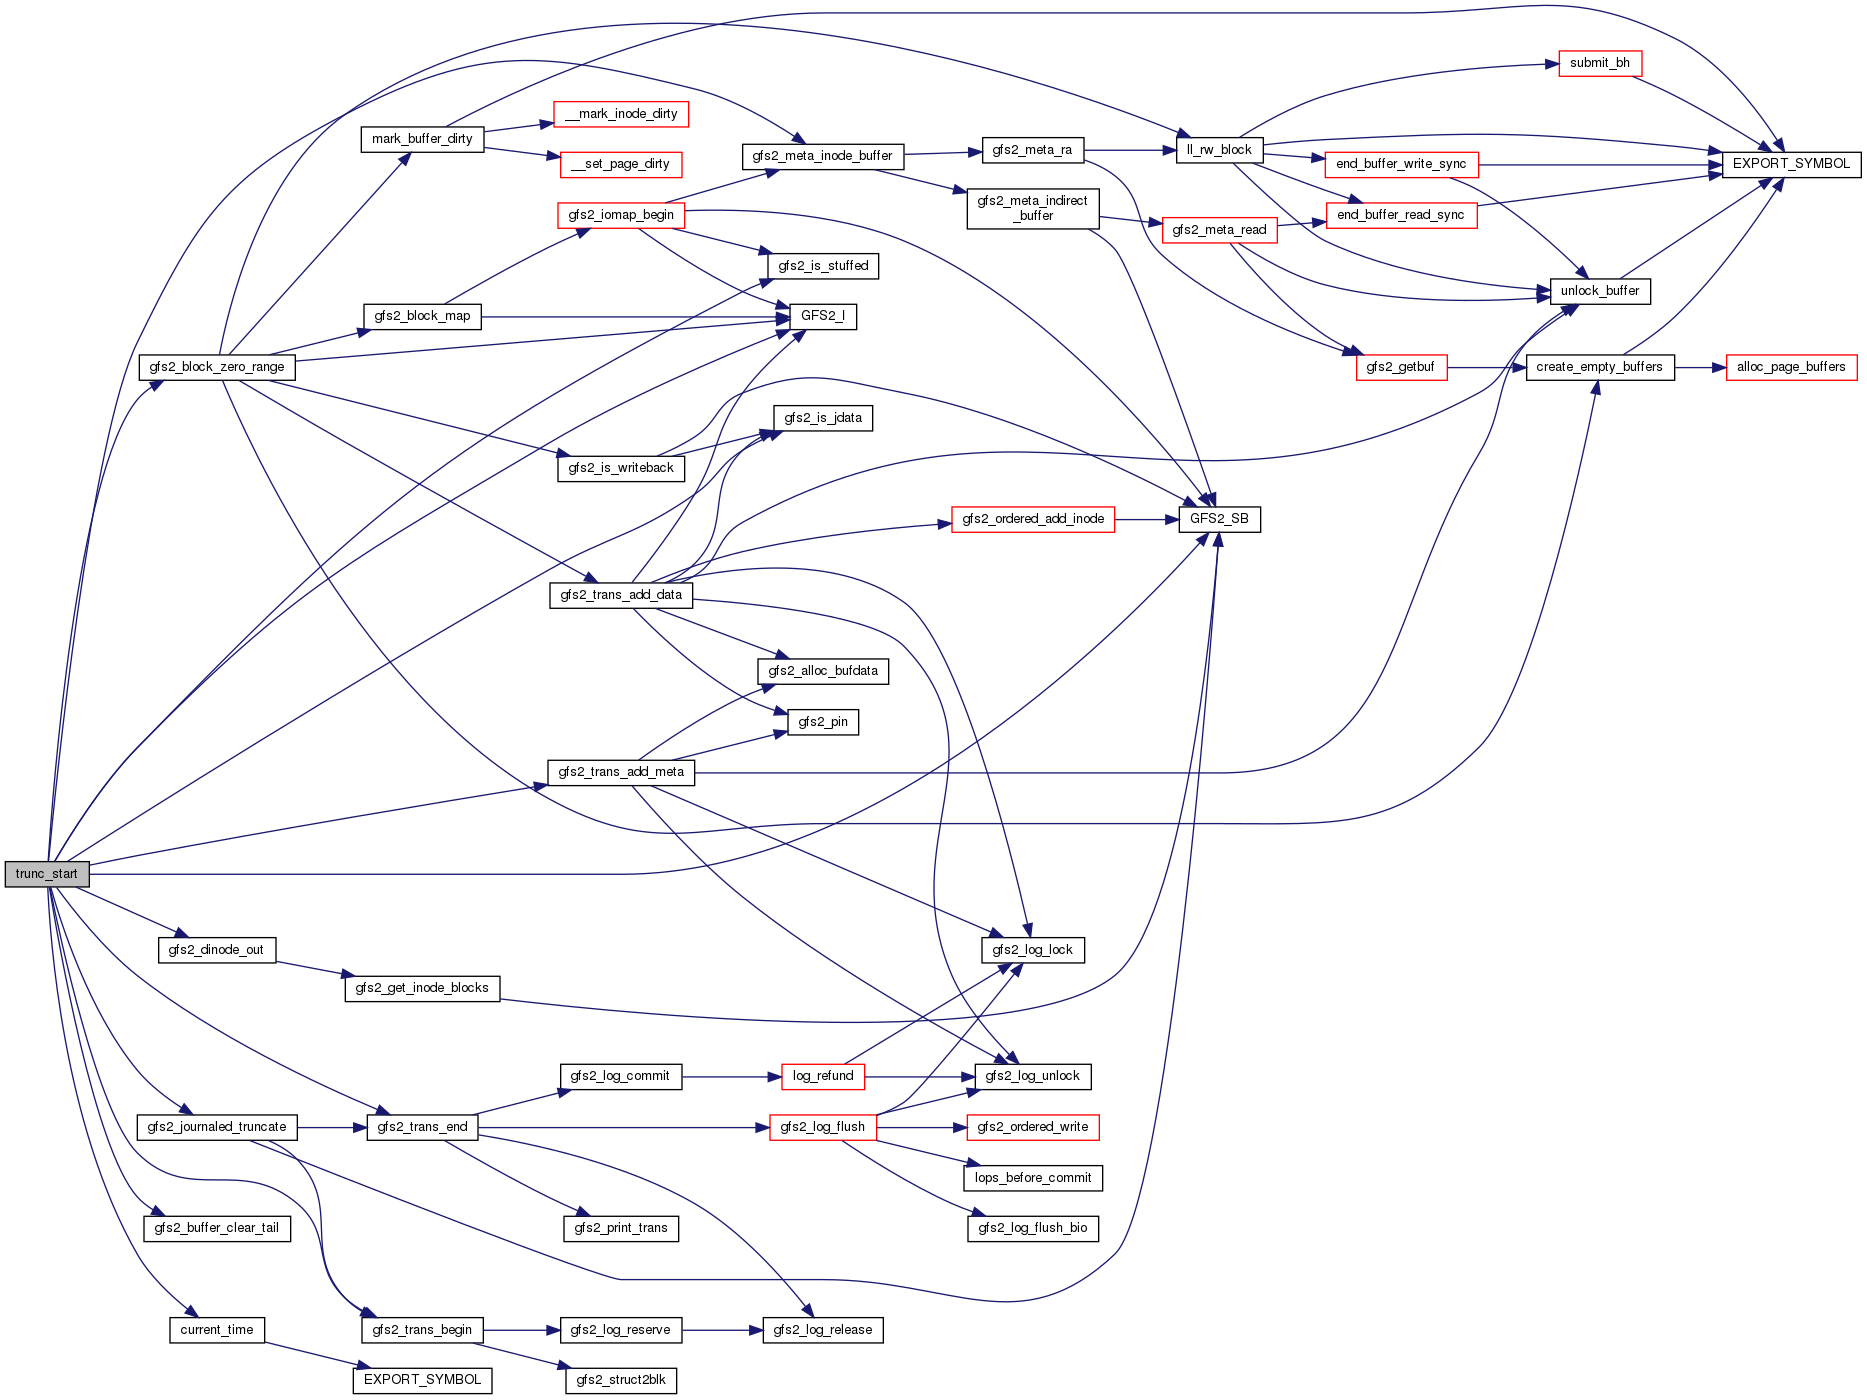 submit_bh
__mark_inode_dirty
mark_buffer_dirty
gfs2_meta_inode_buffer
gfs2_meta_ra
ll_rw_block
end_buffer_write_sync
EXPORT_SYMBOL
__set_page_dirty
gfs2_iomap_begin
gfs2_meta_indirect
_buffer
gfs2_meta_read
end_buffer_read_sync
gfs2_is_stuffed
unlock_buffer
gfs2_block_map
GFS2_I
gfs2_block_zero_range
gfs2_getbuf
create_empty_buffers
alloc_page_buffers
gfs2_is_jdata
gfs2_is_writeback
gfs2_ordered_add_inode
GFS2_SB
gfs2_trans_add_data
gfs2_alloc_bufdata
gfs2_pin
gfs2_trans_add_meta
trunc_start
gfs2_dinode_out
gfs2_log_lock
gfs2_get_inode_blocks
gfs2_log_commit
log_refund
gfs2_log_unlock
gfs2_journaled_truncate
gfs2_trans_end
gfs2_log_flush
gfs2_ordered_write
lops_before_commit
gfs2_buffer_clear_tail
gfs2_print_trans
gfs2_log_flush_bio
current_time
gfs2_trans_begin
gfs2_log_reserve
gfs2_log_release
EXPORT_SYMBOL
gfs2_struct2blk